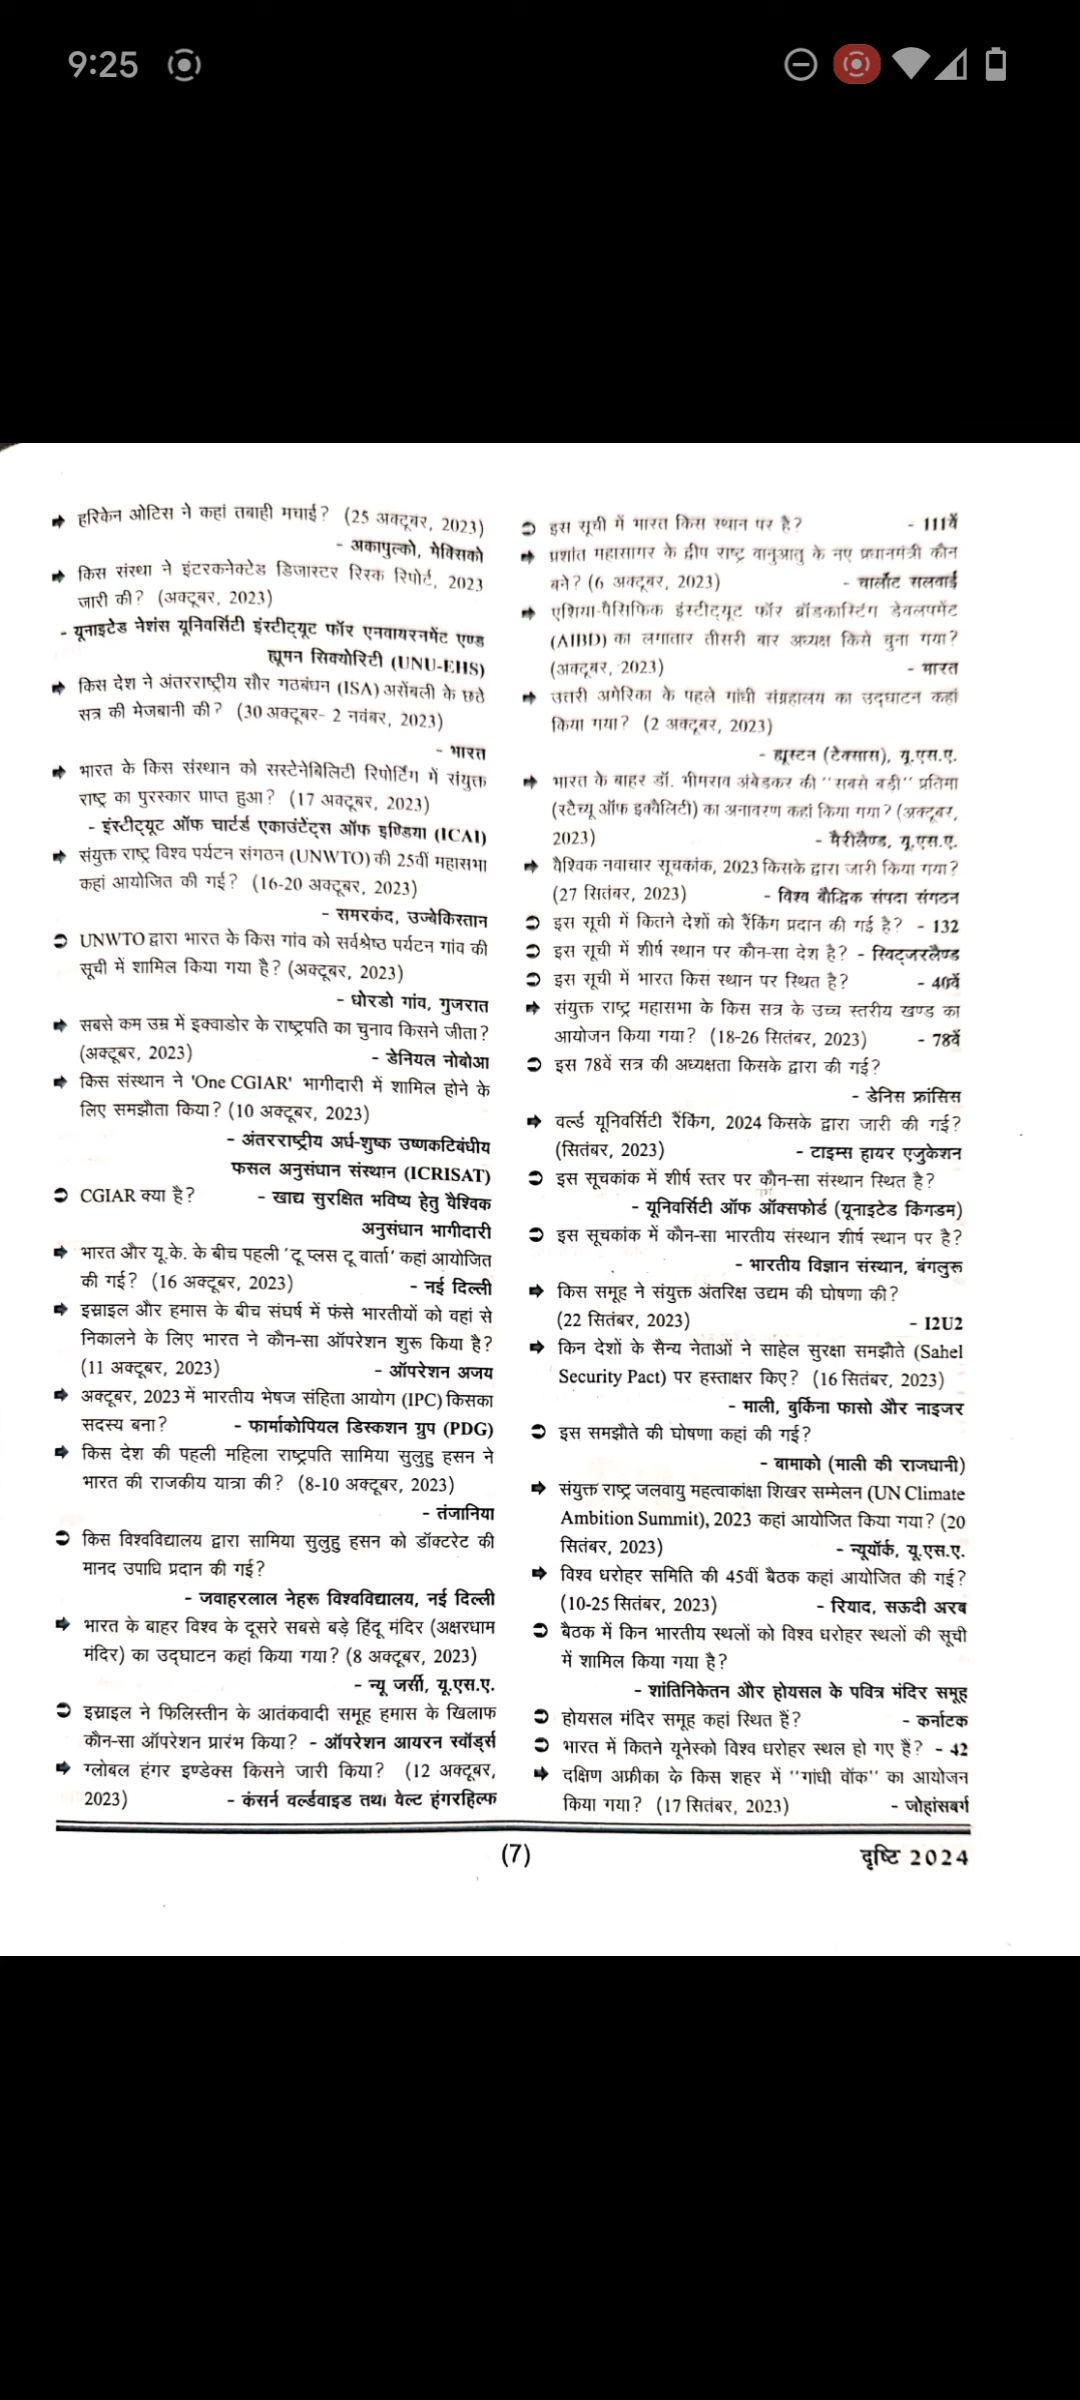 9:25
➡ हरिकेन ओटिस ने कहां तबाही मचाई? (25 अक्टूबर, 2023)
- अकापुल्को, मेक्सिको
➡ किस संस्था ने इंटरकनेक्टेड डिजास्टर रिस्क रिपोर्ट, 2023
जारी की? (अक्टूबर, 2023)
- यूनाइटेड नेशंस यूनिवर्सिटी इंस्टीट्यूट फॉर एनवायरनमेंट एण्ड
ह्यूमन सिक्योरिटी (UNU-EHS)
➡ किस देश ने अंतरराष्ट्रीय सौर गठबंधन (ISA) असेंबली के छठे
सत्र की मेजबानी की? (30 अक्टूबर- 2 नवंबर, 2023)
- भारत
➡ भारत के किस संस्थान को सस्टेनेबिलिटी रिपोर्टिंग में संयुक्त
राष्ट्र का पुरस्कार प्राप्त हुआ? (17 अक्टूबर, 2023)
- इंस्टीट्यूट ऑफ चार्टर्ड एकाउंटेंट्स ऑफ इण्डिया (ICAI)
➡ संयुक्त राष्ट्र विश्व पर्यटन संगठन (UNWTO) की 25वीं महासभा
कहां आयोजित की गई? (16-20 अक्टूबर, 2023)
- समरकंद, उज्बेकिस्तान
➲ UNWTO द्वारा भारत के किस गांव को सर्वश्रेष्ठ पर्यटन गांव की
सूची में शामिल किया गया है? (अक्टूबर, 2023)
- धोरडो गांव, गुजरात
➡ सबसे कम उम्र में इक्वाडोर के राष्ट्रपति का चुनाव किसने जीता?
(अक्टूबर, 2023) - डेनियल नोबोआ
➡ किस संस्थान ने 'One CGIAR' भागीदारी में शामिल होने के
लिए समझौता किया? (10 अक्टूबर, 2023)
- अंतरराष्ट्रीय अर्ध-शुष्क उष्णकटिबंधीय
फसल अनुसंधान संस्थान (ICRISAT)
➲ CGIAR क्या है? - खाद्य सुरक्षित भविष्य हेतु वैश्विक
अनुसंधान भागीदारी
➡ भारत और यू.के. के बीच पहली 'टू प्लस टू वार्ता' कहां आयोजित
की गई? (16 अक्टूबर, 2023) - नई दिल्ली
➡ इस्राइल और हमास के बीच संघर्ष में फंसे भारतीयों को वहां से
निकालने के लिए भारत ने कौन-सा ऑपरेशन शुरू किया है?
(11 अक्टूबर, 2023) - ऑपरेशन अजय
➡ अक्टूबर, 2023 में भारतीय भेषज संहिता आयोग (IPC) किसका
सदस्य बना? - फार्माकोपियल डिस्कशन ग्रुप (PDG)
➡ किस देश की पहली महिला राष्ट्रपति सामिया सुलुहु हसन ने
भारत की राजकीय यात्रा की? (8-10 अक्टूबर, 2023)
- तंजानिया
➲ किस विश्वविद्यालय द्वारा सामिया सुलुहु हसन को डॉक्टरेट की
मानद उपाधि प्रदान की गई?
- जवाहरलाल नेहरू विश्वविद्यालय, नई दिल्ली
➡ भारत के बाहर विश्व के दूसरे सबसे बड़े हिंदू मंदिर (अक्षरधाम
मंदिर) का उद्घाटन कहां किया गया? (8 अक्टूबर, 2023)
- न्यू जर्सी, यू.एस.ए.
➲ इस्राइल ने फिलिस्तीन के आतंकवादी समूह हमास के खिलाफ
कौन-सा ऑपरेशन प्रारंभ किया? - ऑपरेशन आयरन स्वॉर्ड्स
➡ ग्लोबल हंगर इण्डेक्स किसने जारी किया? (12 अक्टूबर,
2023) - कंसर्न वर्ल्डवाइड तथा वेल्ट हंगरहिल्फ
➲ इस सूची में भारत किस स्थान पर है? - 111वें
➡ प्रशांत महासागर के द्वीप राष्ट्र वानुआतु के नए प्रधानमंत्री कौन
बने? (6 अक्टूबर, 2023) - चार्लोट सलवाई
➡ एशिया-पैसिफिक इंस्टीट्यूट फॉर ब्रॉडकास्टिंग डेवलपमेंट
(AIBD) का लगातार तीसरी बार अध्यक्ष किसे चुना गया?
(अक्टूबर, 2023) - भारत
➡ उत्तरी अमेरिका के पहले गांधी संग्रहालय का उद्घाटन कहां
किया गया? (2 अक्टूबर, 2023)
- ह्यूस्टन (टेक्सास), यू.एस.ए.
➡ भारत के बाहर डॉ. भीमराव अंबेडकर की ''सबसे बड़ी'' प्रतिमा
(स्टैच्यू ऑफ इक्वैलिटी) का अनावरण कहां किया गया? (अक्टूबर,
2023) - मैरीलैण्ड, यू.एस.ए.
➡ वैश्विक नवाचार सूचकांक, 2023 किसके द्वारा जारी किया गया?
(27 सितंबर, 2023) - विश्व बौद्धिक संपदा संगठन
➲ इस सूची में कितने देशों को रैंकिंग प्रदान की गई है? - 132
➲ इस सूची में शीर्ष स्थान पर कौन-सा देश है? - स्विट्जरलैण्ड
➲ इस सूची में भारत किस स्थान पर स्थित है? - 40वें
➡ संयुक्त राष्ट्र महासभा के किस सत्र के उच्च स्तरीय खण्ड का
आयोजन किया गया? (18-26 सितंबर, 2023) - 78वें
➲ इस 78वें सत्र की अध्यक्षता किसके द्वारा की गई?
- डेनिस फ्रांसिस
➡ वर्ल्ड यूनिवर्सिटी रैंकिंग, 2024 किसके द्वारा जारी की गई?
(सितंबर, 2023) - टाइम्स हायर एजुकेशन
➲ इस सूचकांक में शीर्ष स्तर पर कौन-सा संस्थान स्थित है?
- यूनिवर्सिटी ऑफ ऑक्सफोर्ड (यूनाइटेड किंगडम)
➲ इस सूचकांक में कौन-सा भारतीय संस्थान शीर्ष स्थान पर है?
- भारतीय विज्ञान संस्थान, बंगलुरू
➡ किस समूह ने संयुक्त अंतरिक्ष उद्यम की घोषणा की?
(22 सितंबर, 2023) - I2U2
➡ किन देशों के सैन्य नेताओं ने साहेल सुरक्षा समझौते (Sahel
Security Pact) पर हस्ताक्षर किए? (16 सितंबर, 2023)
- माली, बुर्किना फासो और नाइजर
➲ इस समझौते की घोषणा कहां की गई?
- बामाको (माली की राजधानी)
➡ संयुक्त राष्ट्र जलवायु महत्वाकांक्षा शिखर सम्मेलन (UN Climate
Ambition Summit), 2023 कहां आयोजित किया गया? (20
सितंबर, 2023) - न्यूयॉर्क, यू.एस.ए.
➡ विश्व धरोहर समिति की 45वीं बैठक कहां आयोजित की गई?
(10-25 सितंबर, 2023) - रियाद, सऊदी अरब
➲ बैठक में किन भारतीय स्थलों को विश्व धरोहर स्थलों की सूची
में शामिल किया गया है?
- शांतिनिकेतन और होयसल के पवित्र मंदिर समूह
➲ होयसल मंदिर समूह कहां स्थित हैं? - कर्नाटक
➲ भारत में कितने यूनेस्को विश्व धरोहर स्थल हो गए हैं? - 42
➡ दक्षिण अफ्रीका के किस शहर में ''गांधी वॉक'' का आयोजन
किया गया? (17 सितंबर, 2023) - जोहांसबर्ग
(7)
दृष्टि 2024